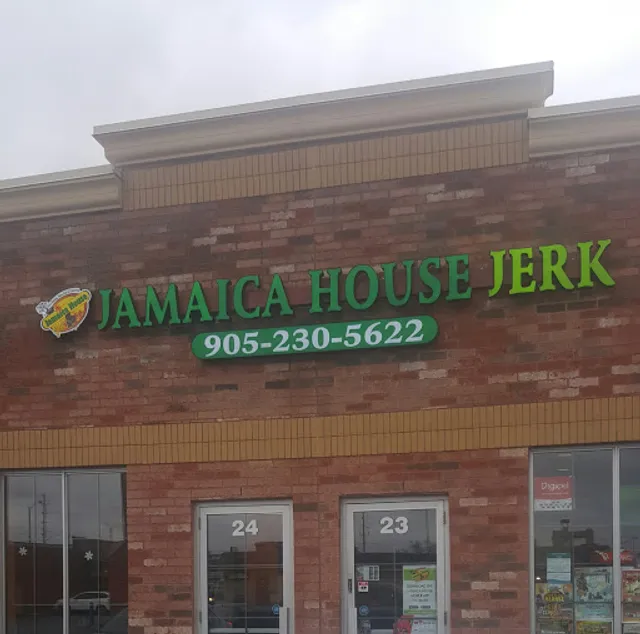 JAMAICA HOUSE JERK
905-230-5622
24
23